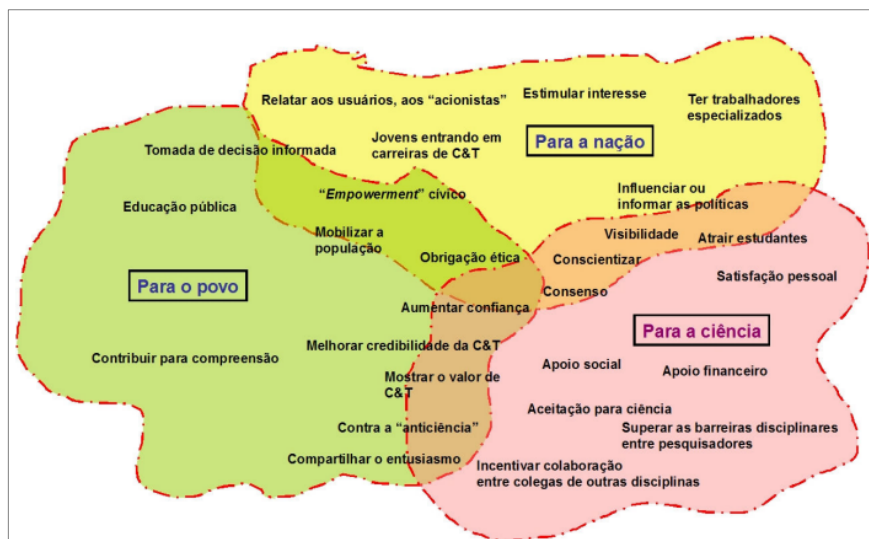 Relatar aos usuários, aos “acionistas”
Estimular interesse
Ter trabalhadores
especializados
Jovens entrando em
carreiras de C&T
Para a nação
Tomada de decisão informada
“Empowerment” cívico
Influenciar ou
informar as políticas
Educação pública
Mobilizar a
população
Visibilidade
Atrair estudantes
Obrigação ética
Conscientizar
Satisfação pessoal
Para o povo
Consenso
Aumentar confiança
Para a ciência
Melhorar credibilidade da C&T
Contribuir para compreensão
Mostrar o valor de
C&T
Apoio social
Apoio financeiro
Aceitação para ciência
Contra a “anticiência”
Superar as barreiras disciplinares
entre pesquisadores
Compartilhar o entusiasmo
Incentivar colaboração
entre colegas de outras disciplinas